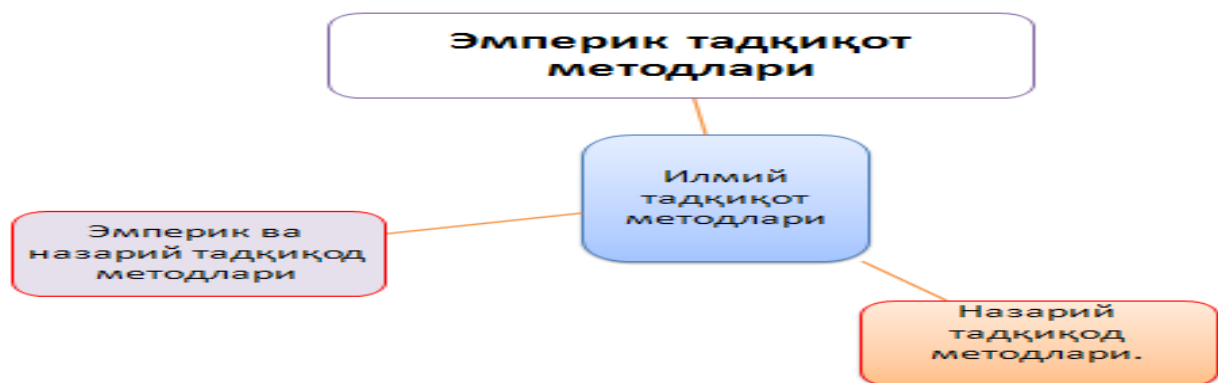 Эмперик тадқиқот
методлари
Илмий
тадқиқот
методлари
Эмперик ва
назарий тадқиқод
методлари
Назарий
тадқиқод
методлари.